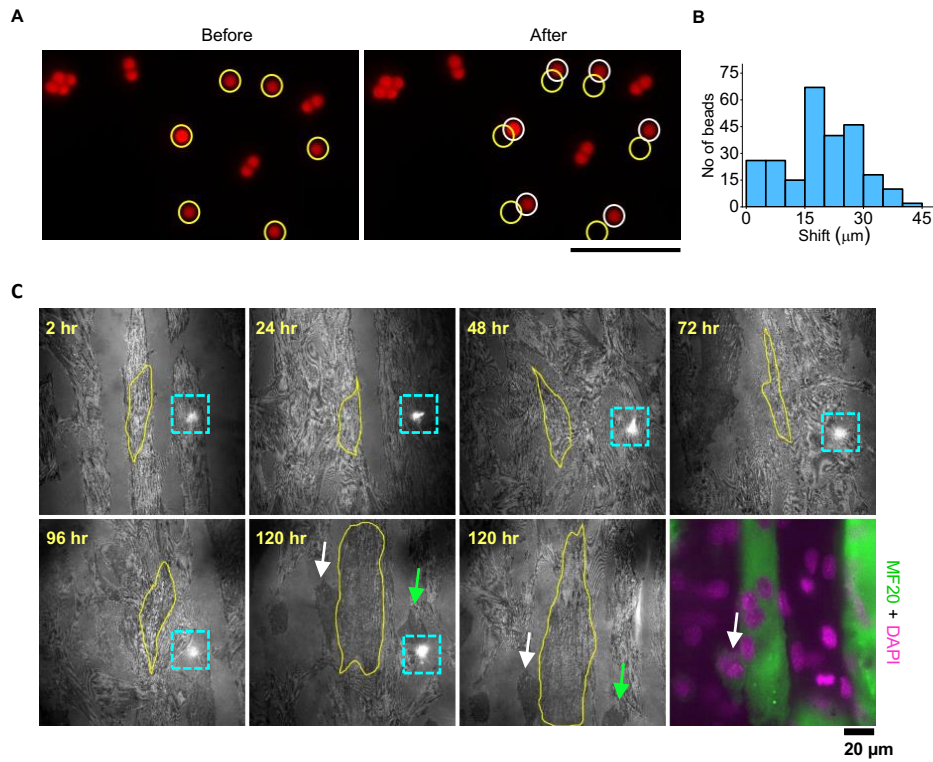 A
Before
After
B
No of beads
75
60
45
30
15
0
0
15
30
45
Shift (μm)
C
2 hr
24 hr
48 hr
72 hr
96 hr
120 hr
120 hr
MF20 + DAPI
20 μm